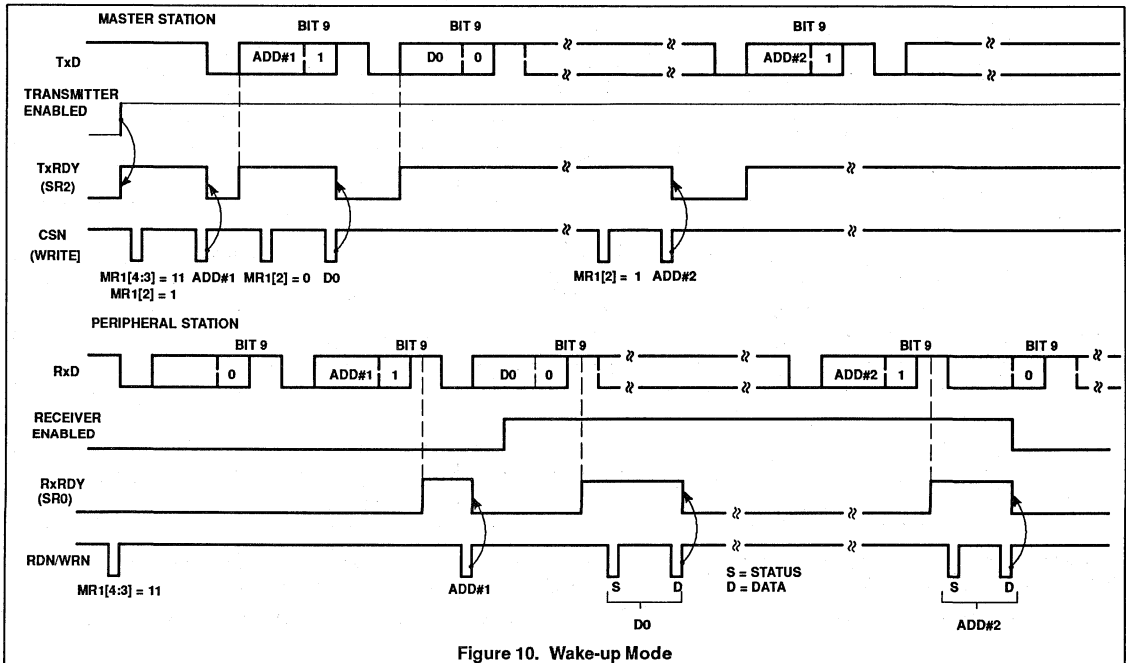 MASTER STATION
BIT 9 BIT 9 BIT 9
TxD ADD#1 1 D0 0 ADD#2 1
TRANSMITTER
ENABLED
TxRDY
(SR2)
CSN
(WRITE]
MR1[4:3] = 11 ADD#1 MR1[2] = 0 D0 MR1[2] = 1 ADD#2
MR1[2] = 1
PERIPHERAL STATION
BIT 9 BIT 9 BIT 9 BIT 9 BIT 9
RxD 0 ADD#1 1 D0 0 ADD#2 1 0
RECEIVER
ENABLED
RxRDY
(SR0)
RDN/WRN
MR1[4:3] = 11 ADD#1 S D S = STATUS S D
D = DATA
D0 ADD#2
Figure 10. Wake-up Mode